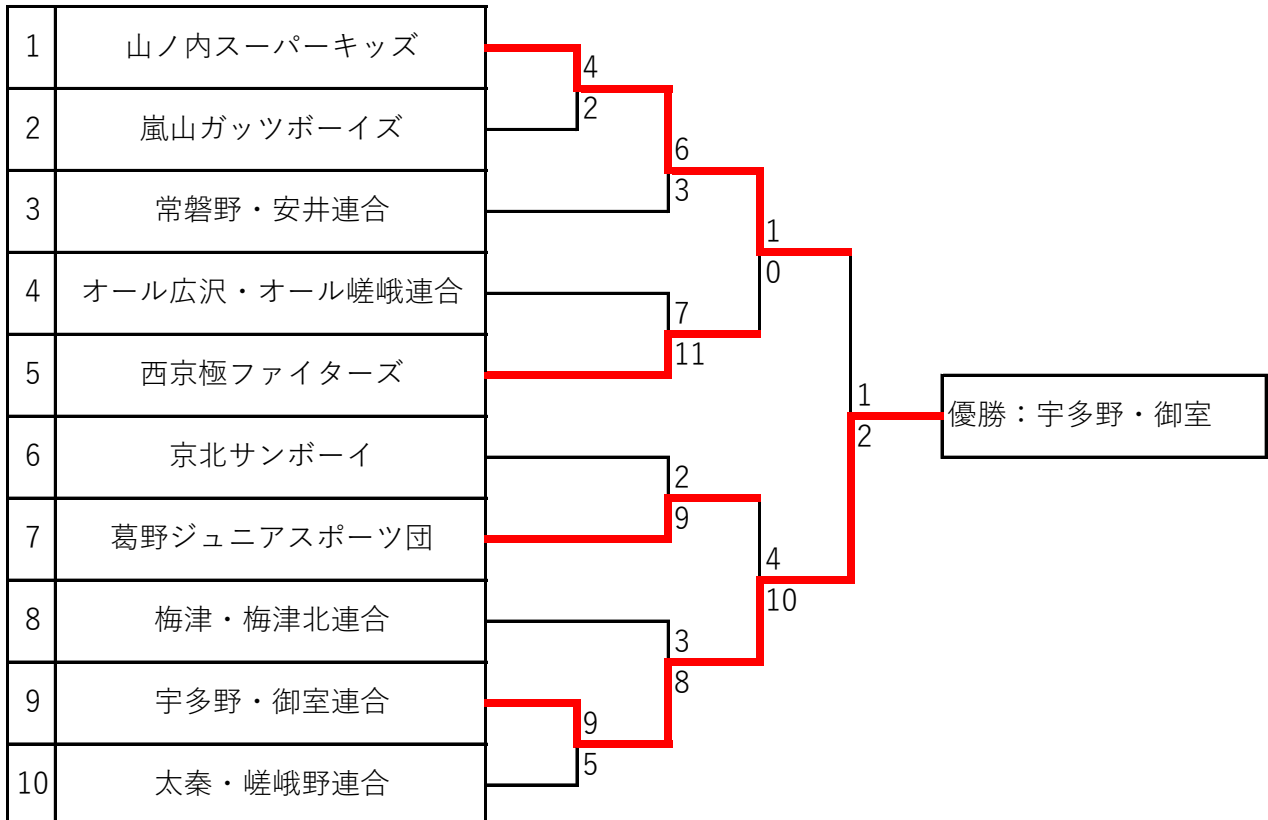 1 山ノ内スーパーキッズ
2 嵐山ガッツボーイズ
3 常磐野・安井連合
4 オール広沢・オール嵯峨連合
5 西京極ファイターズ
6 京北サンボーイ
7 葛野ジュニアスポーツ団
8 梅津・梅津北連合
9 宇多野・御室連合
10 太秦・嵯峨野連合
4
2
6
3
1
0
7
11
1
2
2
9
4
10
3
8
9
5
優勝：宇多野・御室